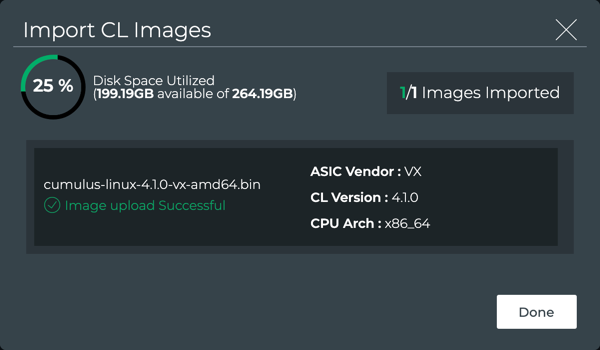 Import CL Images
25 %
Disk Space Utilized
(199.19GB available of 264.19GB)
1/1 Images Imported
cumulus-linux-4.1.0-vx-amd64.bin
Image upload Successful
ASIC Vendor : VX
CL Version : 4.1.0
CPU Arch : x86_64
Done